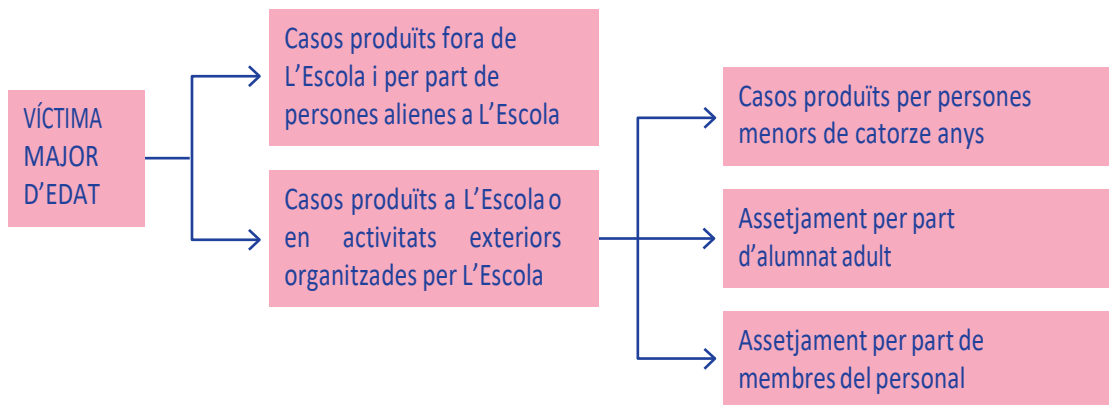 VÍCTIMA
MAJOR
D’EDAT
Casos produïts fora de
L’Escola i per part de
persones alienes a L’Escola
Casos produïts a L’Escola o
en activitats exteriors
organitzades per L’Escola
Casos produïts per persones
menors de catorze anys
Assetjament per part
d’alumnat adult
Assetjament per part de
membres del personal